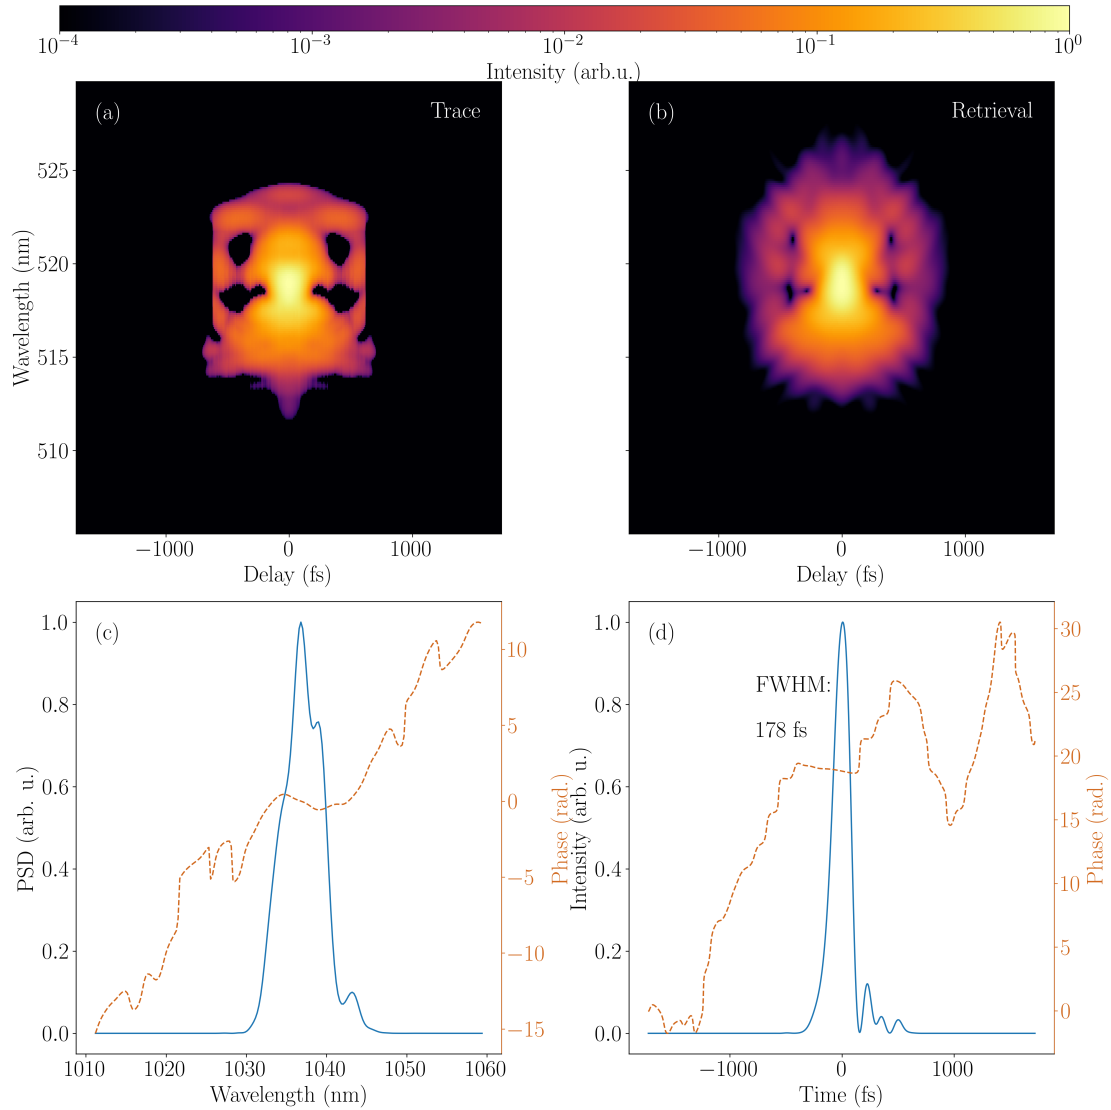 10⁻⁴ 10⁻³ 10⁻² 10⁻¹ 10⁰
Intensity (arb.u.)
(a) Trace
525
520
515
510
Wavelength (nm)
−1000 0 1000
Delay (fs)
(b) Retrieval
−1000 0 1000
Delay (fs)
(c)
1.0
0.8
0.6
0.4
0.2
0.0
PSD (arb. u.)
10
5
0
−5
−10
−15
Phase (rad.)
1010 1020 1030 1040 1050 1060
Wavelength (nm)
(d)
FWHM:
178 fs
1.0
0.8
0.6
0.4
0.2
0.0
Intensity (arb. u.)
30
25
20
15
10
5
0
Phase (rad.)
−1000 0 1000
Time (fs)